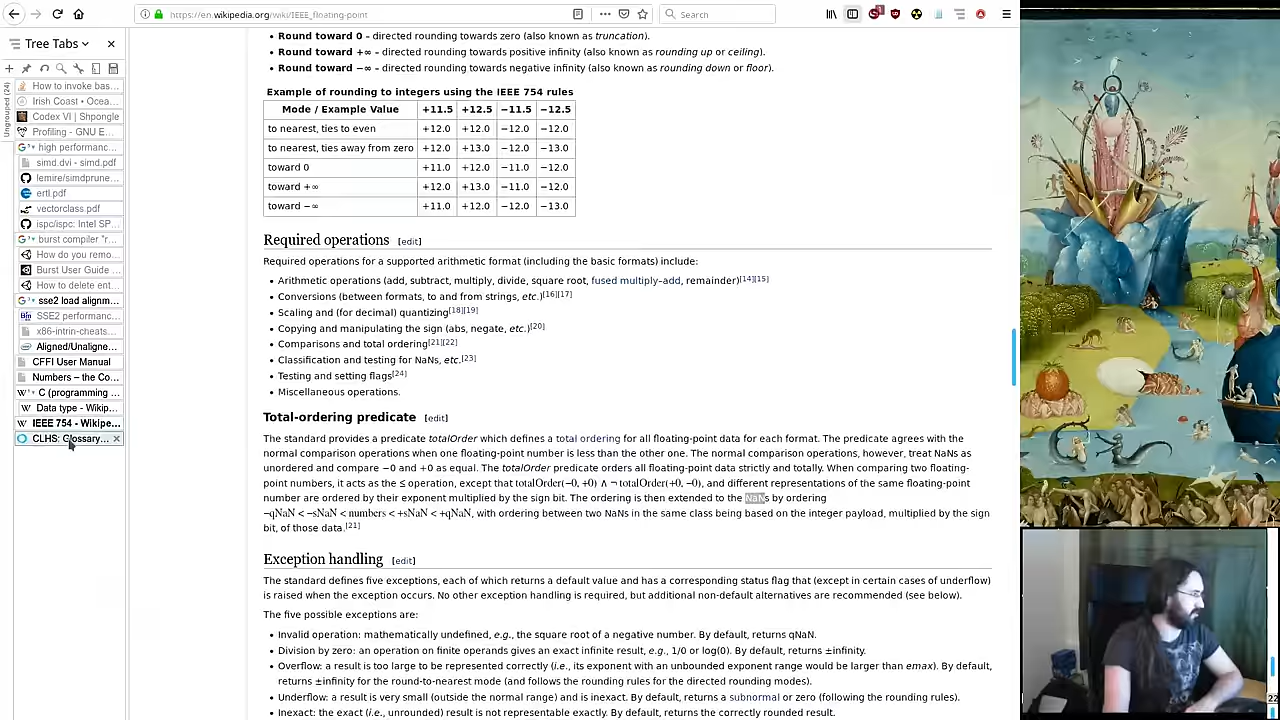 https://en.wikipedia.org/wiki/IEEE_floating-point
Search
Tree Tabs
Ungrouped (24)
How to invoke bas...
Irish Coast • Ocea...
Codex VI | Shpongle
Profiling - GNU E...
high performanc...
simd.dvi - simd.pdf
lemire/simdprune...
ertl.pdf
vectorclass.pdf
ispc/ispc: Intel SP...
burst compiler "r...
How do you remo...
Burst User Guide ...
How to delete ent...
sse2 load alignm...
SSE2 performanc...
x86-intrin-cheats...
Aligned/Unaligne...
CFFI User Manual
Numbers – the Co...
C (programming ...
Data type - Wikip...
IEEE 754 - Wikipe...
CLHS: Glossary...
• Round toward 0 – directed rounding towards zero (also known as truncation).
• Round toward +∞ – directed rounding towards positive infinity (also known as rounding up or ceiling).
• Round toward −∞ – directed rounding towards negative infinity (also known as rounding down or floor).
Example of rounding to integers using the IEEE 754 rules
Mode / Example Value +11.5 +12.5 −11.5 −12.5
to nearest, ties to even +12.0 +12.0 −12.0 −12.0
to nearest, ties away from zero +12.0 +13.0 −12.0 −13.0
toward 0 +11.0 +12.0 −11.0 −12.0
toward +∞ +12.0 +13.0 −11.0 −12.0
toward −∞ +11.0 +12.0 −12.0 −13.0
Required operations [edit]
Required operations for a supported arithmetic format (including the basic formats) include:
• Arithmetic operations (add, subtract, multiply, divide, square root, fused multiply–add, remainder)[14][15]
• Conversions (between formats, to and from strings, etc.)[16][17]
• Scaling and (for decimal) quantizing[18][19]
• Copying and manipulating the sign (abs, negate, etc.)[20]
• Comparisons and total ordering[21][22]
• Classification and testing for NaNs, etc.[23]
• Testing and setting flags[24]
• Miscellaneous operations.
Total-ordering predicate [edit]
The standard provides a predicate totalOrder which defines a total ordering for all floating-point data for each format. The predicate agrees with the
normal comparison operations when one floating-point number is less than the other one. The normal comparison operations, however, treat NaNs as
unordered and compare −0 and +0 as equal. The totalOrder predicate orders all floating-point data strictly and totally. When comparing two floating-
point numbers, it acts as the ≤ operation, except that totalOrder(−0, +0) ∧ ¬ totalOrder(+0, −0), and different representations of the same floating-point
number are ordered by their exponent multiplied by the sign bit. The ordering is then extended to the NaNs by ordering
−qNaN < −sNaN < numbers < +sNaN < +qNaN, with ordering between two NaNs in the same class being based on the integer payload, multiplied by the sign
bit, of those data.[21]
Exception handling [edit]
The standard defines five exceptions, each of which returns a default value and has a corresponding status flag that (except in certain cases of underflow)
is raised when the exception occurs. No other exception handling is required, but additional non-default alternatives are recommended (see below).
The five possible exceptions are:
• Invalid operation: mathematically undefined, e.g., the square root of a negative number. By default, returns qNaN.
• Division by zero: an operation on finite operands gives an exact infinite result, e.g., 1/0 or log(0). By default, returns ±infinity.
• Overflow: a result is too large to be represented correctly (i.e., its exponent with an unbounded exponent range would be larger than emax). By default,
returns ±infinity for the round-to-nearest mode (and follows the rounding rules for the directed rounding modes).
• Underflow: a result is very small (outside the normal range) and is inexact. By default, returns a subnormal or zero (following the rounding rules).
• Inexact: the exact (i.e., unrounded) result is not representable exactly. By default, returns the correctly rounded result.
22